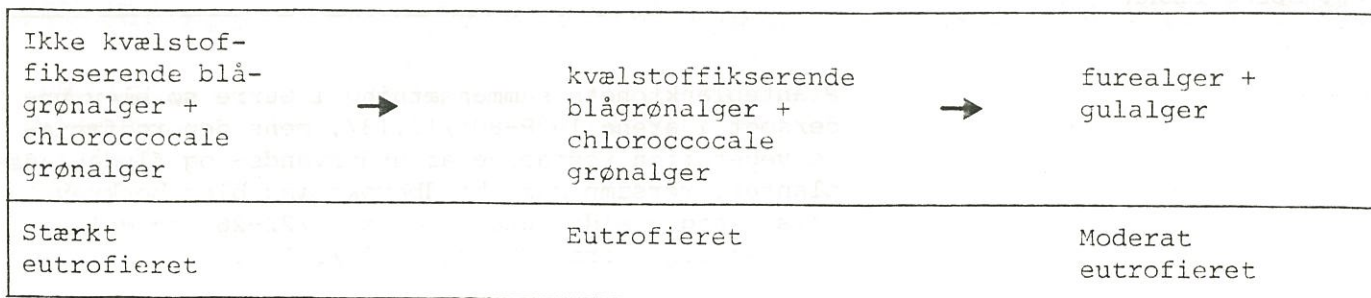 Ikke kvælstof-
fikserende blå-
grønalger +
chloroccocale
grønalger
kvælstoffikserende
blågrønalger +
chloroccocale
grønalger
furealger +
gulalger
Stærkt
eutrofieret
Eutrofieret
Moderat
eutrofieret